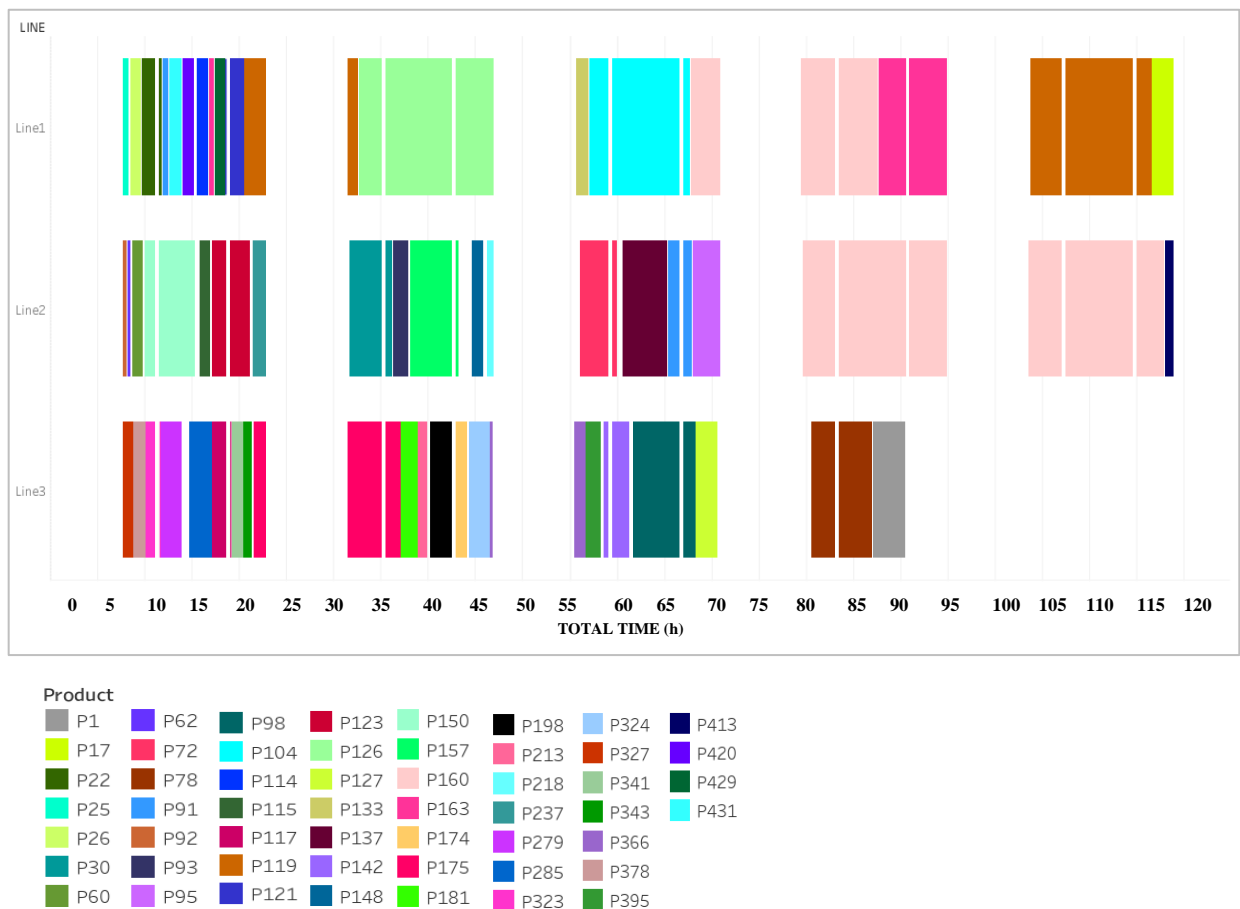 LINE
Line1
Line2
Line3
0 5 10 15 20 25 30 35 40 45 50 55 60 65 70 75 80 85 90 95 100 105 110 115 120
TOTAL TIME (h)
Product
P1 P62 P98 P123 P150 P198 P324 P413
P17 P72 P104 P126 P157 P213 P327 P420
P22 P78 P114 P127 P160 P218 P341 P429
P25 P91 P115 P133 P163 P237 P343 P431
P26 P92 P117 P137 P174 P279 P366
P30 P93 P119 P142 P175 P285 P378
P60 P95 P121 P148 P181 P323 P395